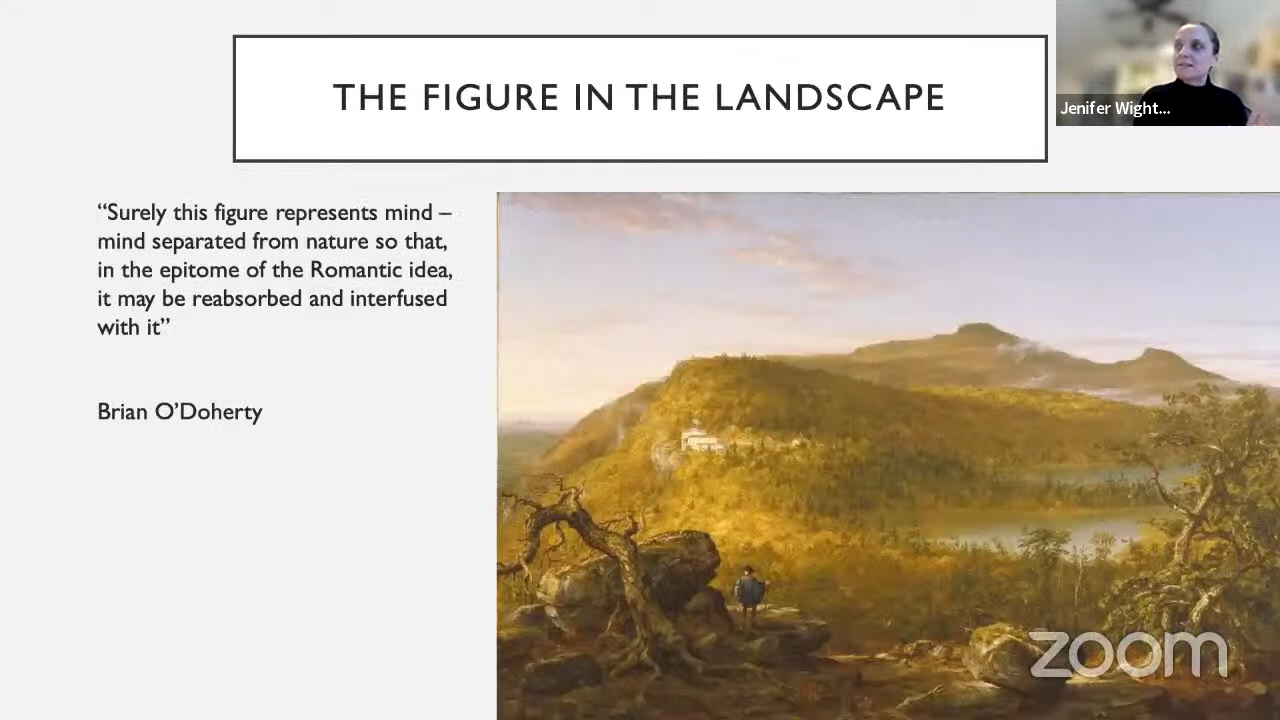 THE FIGURE IN THE LANDSCAPE
Jenifer Wight...
“Surely this figure represents mind –
mind separated from nature so that,
in the epitome of the Romantic idea,
it may be reabsorbed and interfused
with it”
Brian O’Doherty
zoom